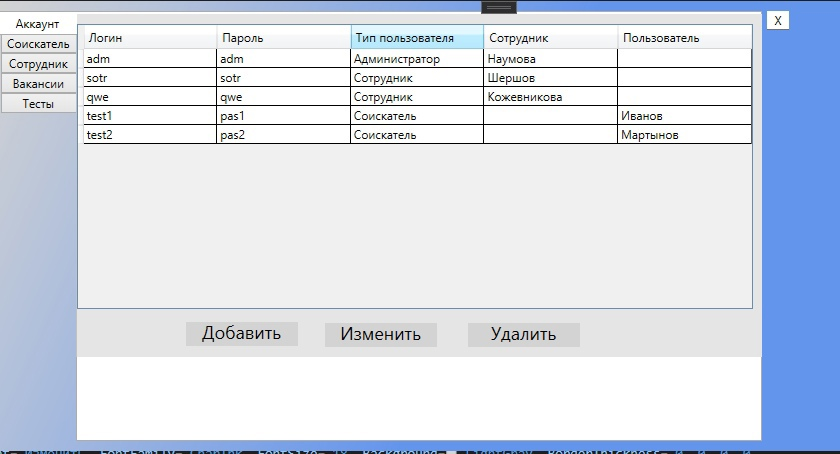 X
Аккаунт
Соискатель
Сотрудник
Вакансии
Тесты
Логин Пароль Тип пользователя Сотрудник Пользователь
adm adm Администратор Наумова
sotr sotr Сотрудник Шершов
qwe qwe Сотрудник Кожевникова
test1 pas1 Соискатель Иванов
test2 pas2 Соискатель Мартынов
Добавить Изменить Удалить